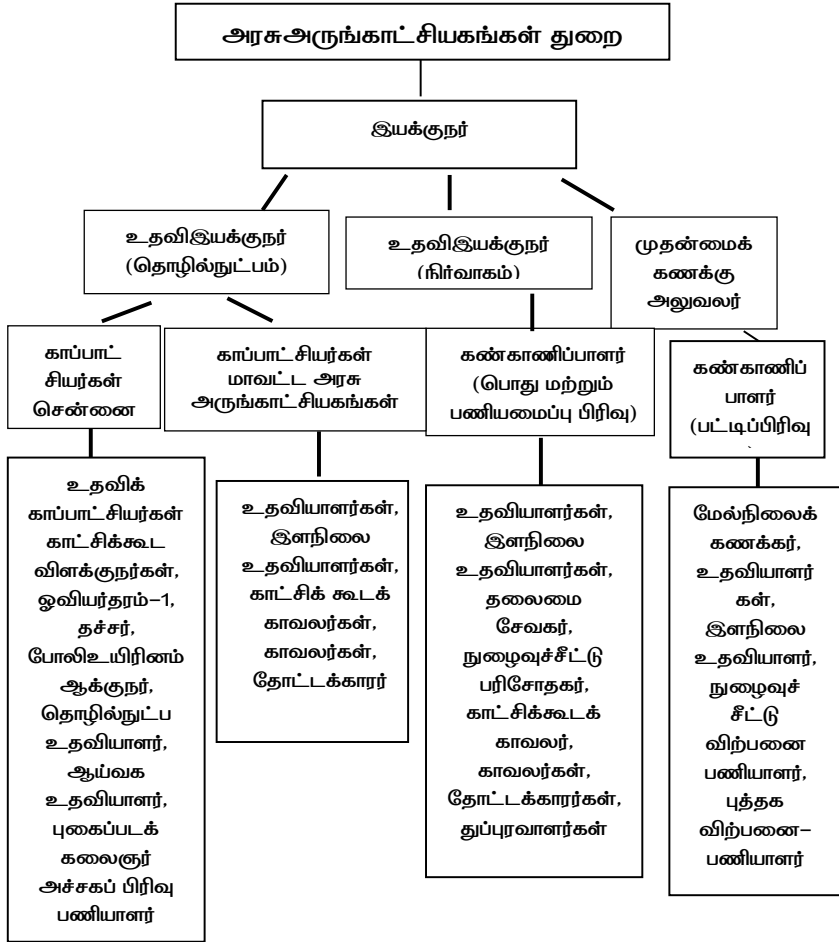 அரசுஅருங்காட்சியகங்கள் துறை
இயக்குநர்
உதவிஇயக்குநர்
(தொழில்நுட்பம்)
உதவிஇயக்குநர்
(நிர்வாகம்)
முதன்மைக்
கணக்கு
அலுவலர்
காப்பாட்
சியர்கள்
சென்னை
காப்பாட்சியர்கள்
மாவட்ட அரசு
அருங்காட்சியகங்கள்
கண்காணிப்பாளர்
(பொது மற்றும்
பணியமைப்பு பிரிவு)
கண்காணிப்
பாளர்
(பட்டிப்பிரிவு
உதவிக்
காப்பாட்சியர்கள்
காட்சிக்கூட
விளக்குநர்கள்,
ஓவியர்தரம்-1,
தச்சர்,
போலிஉயிரினம்
ஆக்குநர்,
தொழில்நுட்ப
உதவியாளர்,
ஆய்வக
உதவியாளர்,
புகைப்படக்
கலைஞர்
அச்சகப் பிரிவு
பணியாளர்
உதவியாளர்கள்,
இளநிலை
உதவியாளர்கள்,
காட்சிக் கூடக்
காவலர்கள்,
காவலர்கள்,
தோட்டக்காரர்
உதவியாளர்கள்,
இளநிலை
உதவியாளர்கள்,
தலைமை
சேவகர்,
நுழைவுச்சீட்டு
பரிசோதகர்,
காட்சிக்கூடக்
காவலர்,
காவலர்கள்,
தோட்டக்காரர்கள்,
துப்புரவாளர்கள்
மேல்நிலைக்
கணக்கர்,
உதவியாளர்
கள்,
இளநிலை
உதவியாளர்,
நுழைவுச்
சீட்டு
விற்பனை
பணியாளர்,
புத்தக
விற்பனை-
பணியாளர்